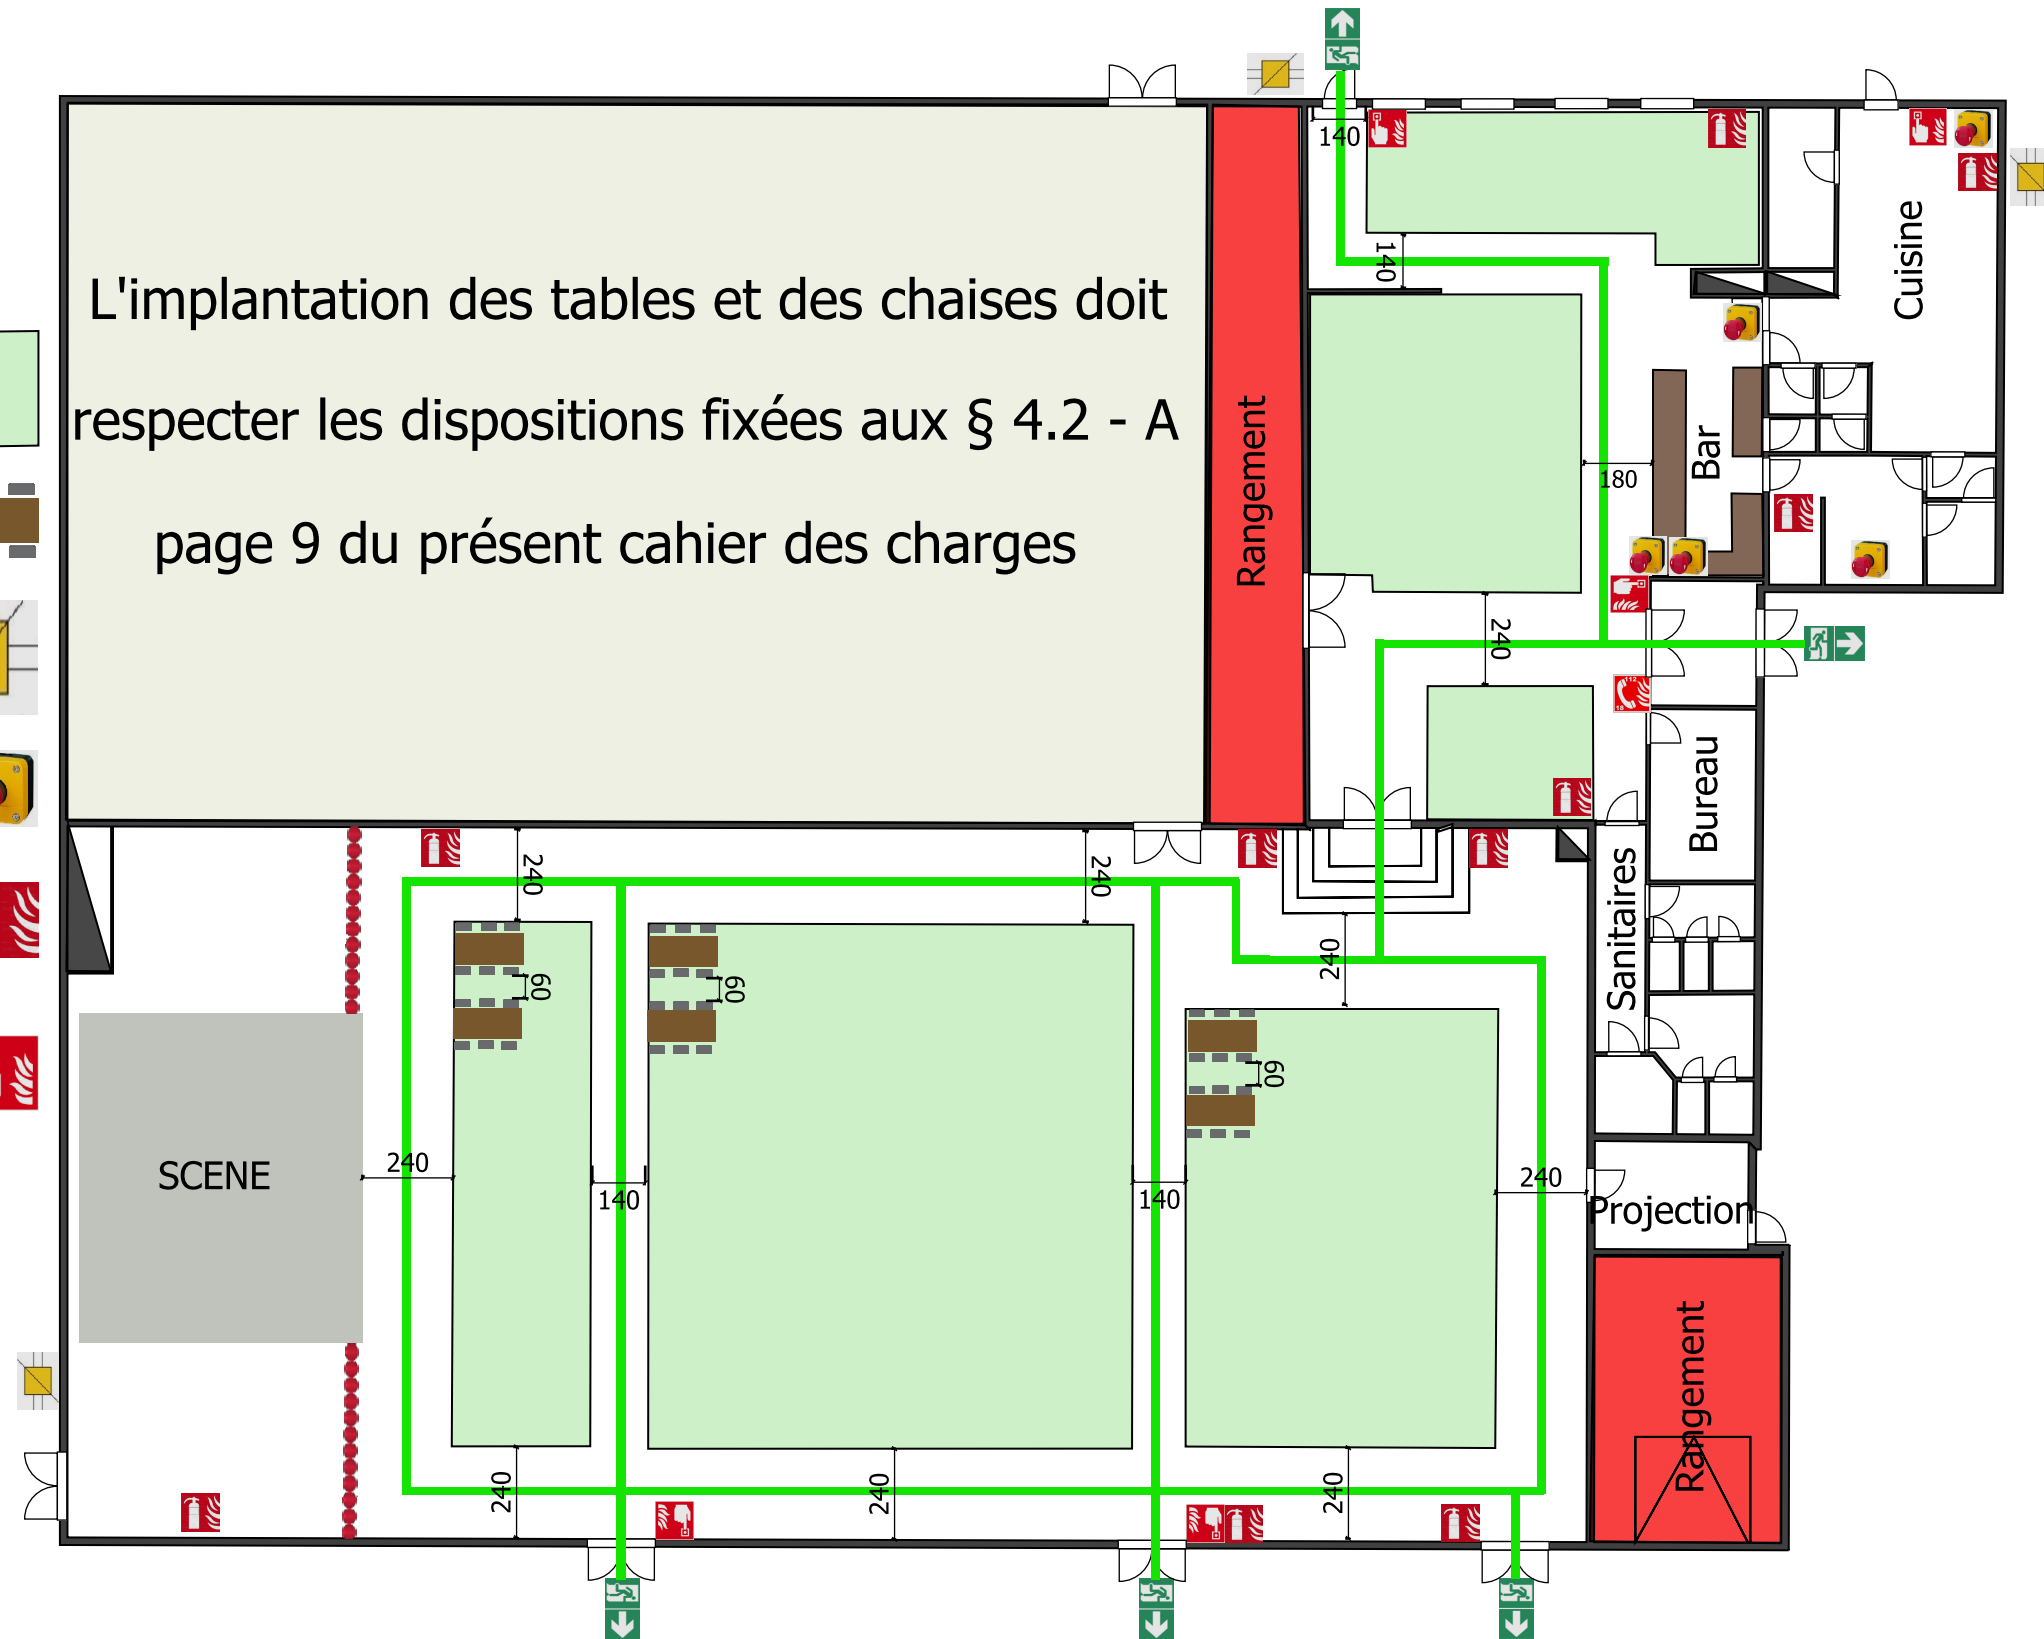 140
L'implantation des tables et des chaises doit
respecter les dispositions fixées aux § 4.2 - A
page 9 du présent cahier des charges
Rangement
140
Cuisine
Bar
180
240
112
18
Bureau
Sanitaires
240
240
240
60
60
60
SCENE
240
140
140
240
Projection
Rangement
240
240
240